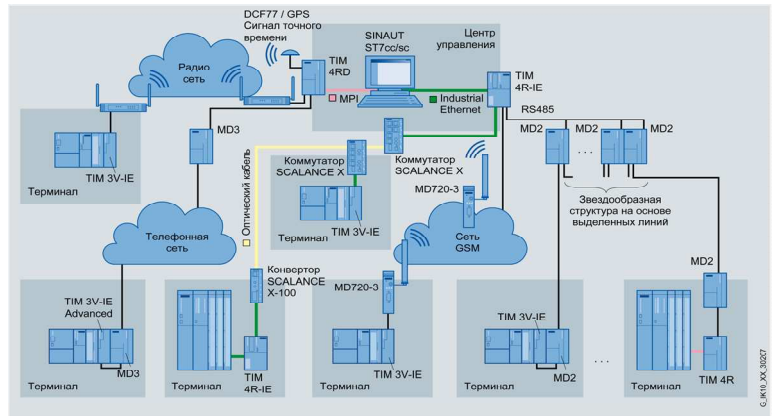 DCF77 / GPS
Сигнал точного
времени
SINAUT
ST7cc/sc
Центр
управления
Радио
сеть
TIM
4RD
TIM
4R-IE
MPI
Industrial
Ethernet
RS485
MD3
MD2
MD2
MD2
. . .
TIM 3V-IE
Терминал
Коммутатор
SCALANCE X
Коммутатор
SCALANCE X
Оптический кабель
MD720-3
Звездообразная
структура на основе
выделенных линий
TIM 3V-IE
Терминал
Телефонная
сеть
Сеть
GSM
Конвертор
SCALANCE
X-100
MD720-3
MD2
TIM 3V-IE
Advanced
MD3
Терминал
TIM
4R-IE
Терминал
TIM 3V-IE
Терминал
TIM 3V-IE
MD2
Терминал
. . .
TIM 4R
Терминал
G_IK10_XX_30207